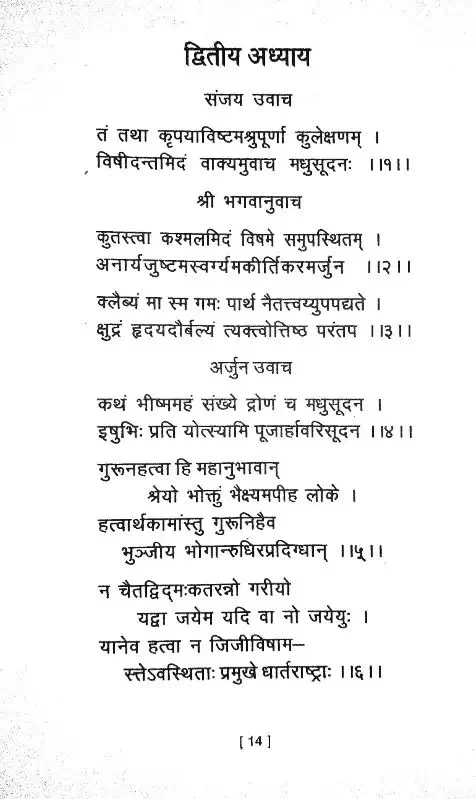 द्वितीय अध्याय
संजय उवाच
तं तथा कृपयाविष्टमश्रुपूर्णा कुलेक्षणम् ।
विषीदन्तमिदं वाक्यमुवाच मधुसूदनः ।।१।।
श्री भगवानुवाच
कुतस्त्वा कश्मलमिदं विषमे समुपस्थितम् ।
अनार्यजुष्टमस्वर्ग्यमकीर्तिकरमर्जुन ।।२।।
क्लैब्यं मा स्म गमः पार्थ नैतत्त्वय्युपपद्यते ।
क्षुद्रं हृदयदौर्बल्यं त्यक्त्वोत्तिष्ठ परंतप ।।३।।
अर्जुन उवाच
कथं भीष्ममहं संख्ये द्रोणं च मधुसूदन ।
इषुभिः प्रति योत्स्यामि पूजार्हावरिसूदन ।।४।।
गुरूनहत्वा हि महानुभावान्
श्रेयो भोक्तुं भैक्ष्यमपीह लोके ।
हत्वार्थकामांस्तु गुरूनिहैव
भुञ्जीय भोगान्रुधिरप्रदिग्धान् ।।५।।
न चैतद्विद्मःकतरन्नो गरीयो
यद्वा जयेम यदि वा नो जयेयुः ।
यानेव हत्वा न जिजीविषाम–
स्तेऽवस्थिताः प्रमुखे धार्तराष्ट्राः ।।६।।
[ 14 ]